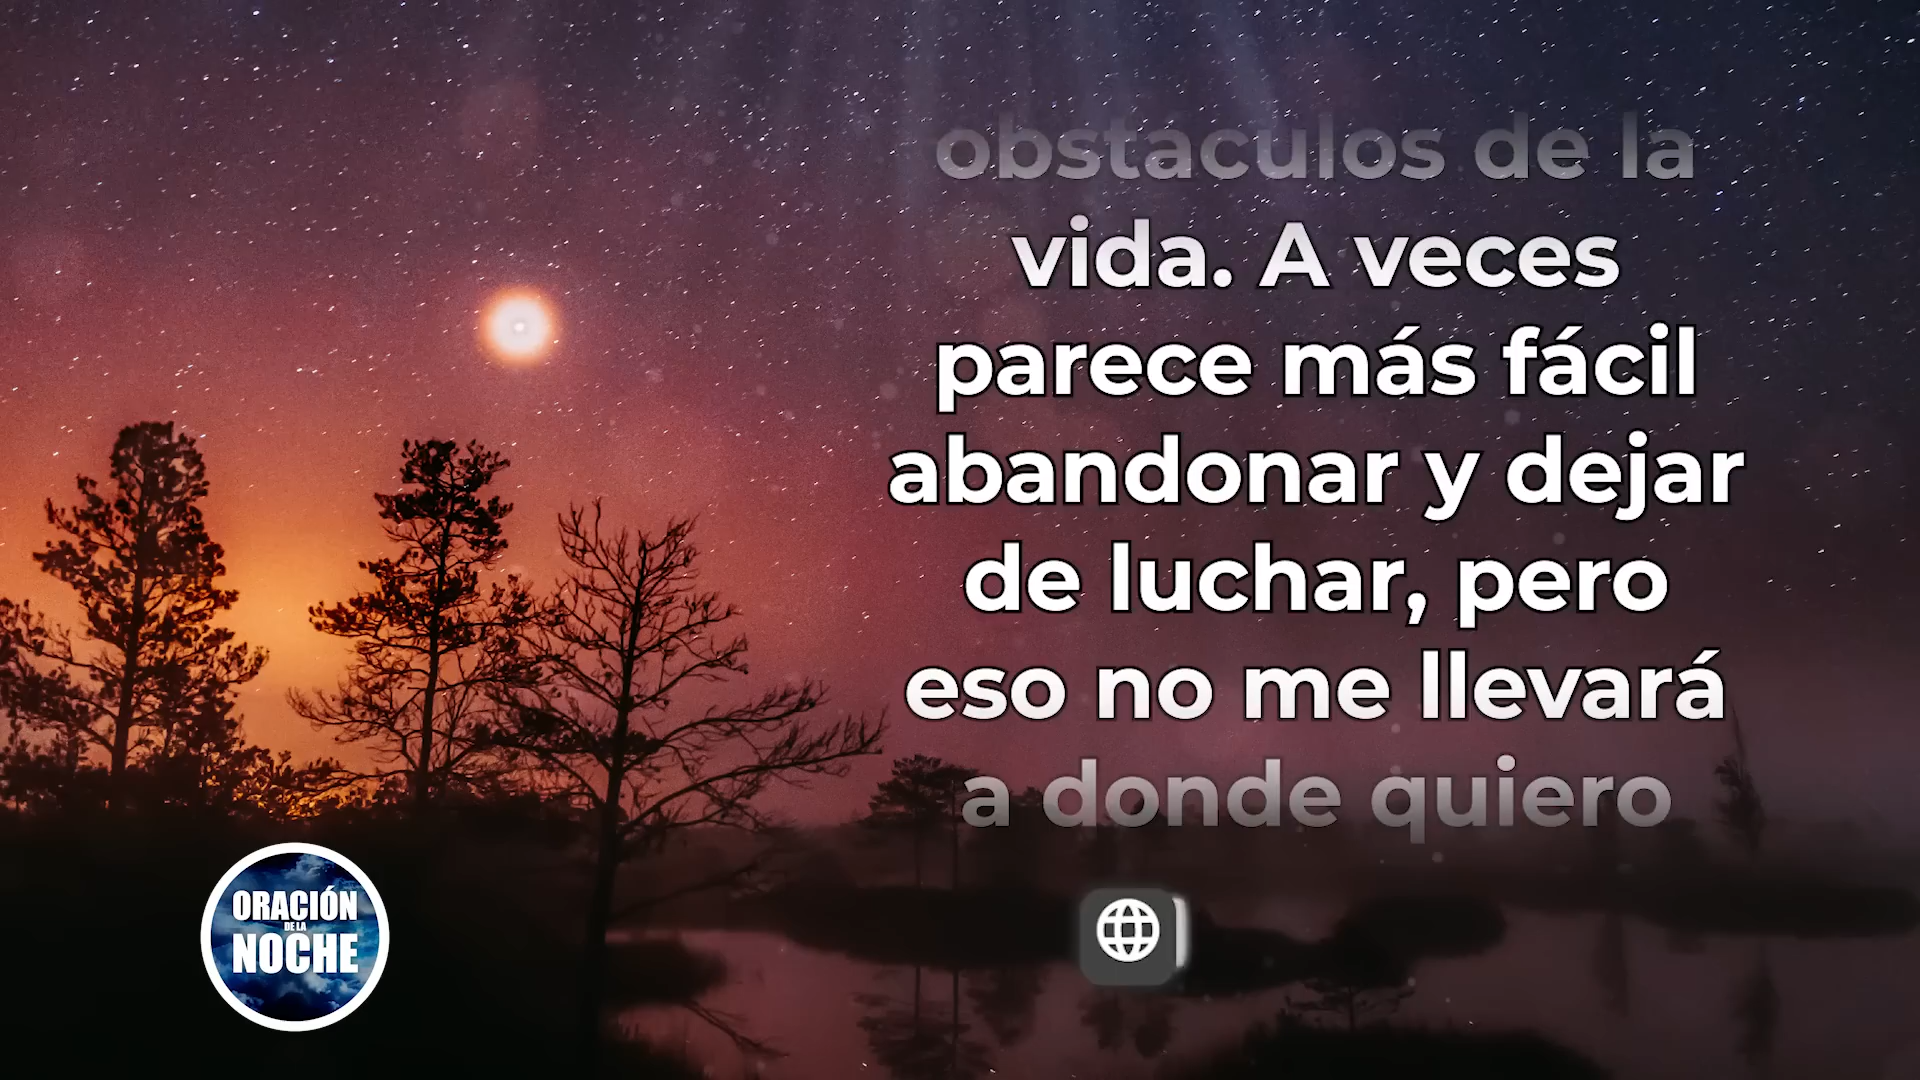 obstaculos de la
vida. A veces
parece más fácil
abandonar y dejar
de luchar, pero
eso no me llevará
a donde quiero
ORACIÓN
DE LA
NOCHE